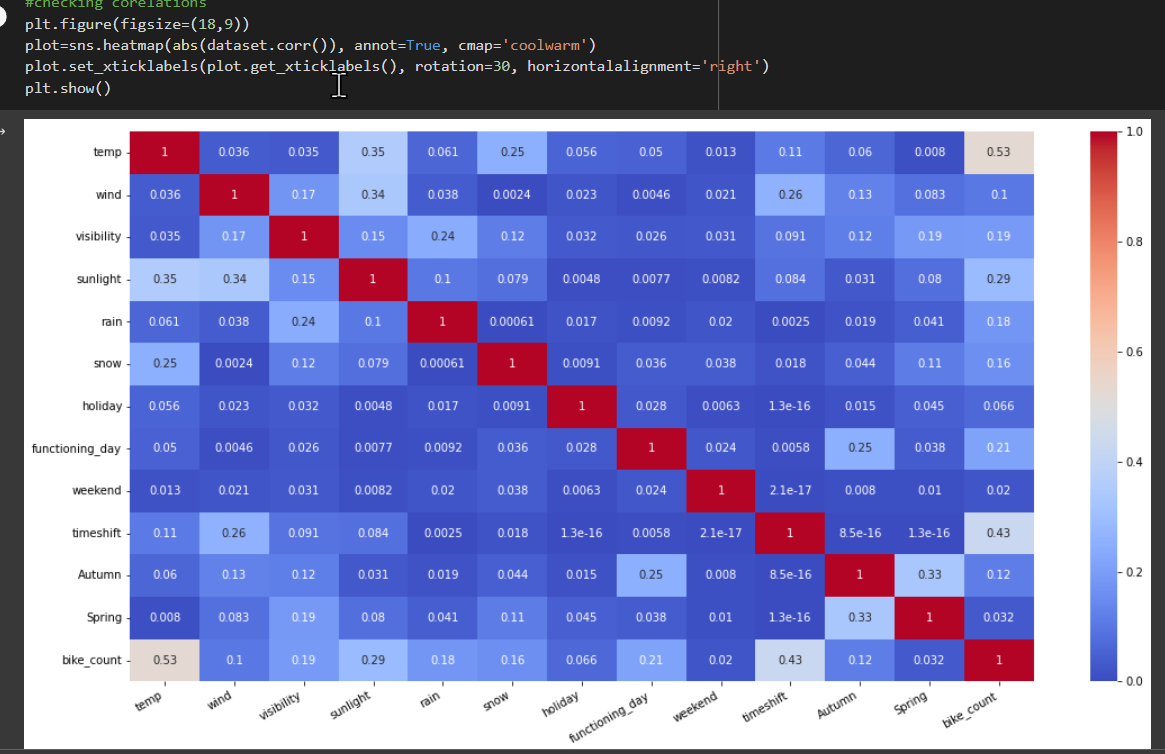 #checking corelations
plt.figure(figsize=(18,9))
plot=sns.heatmap(abs(dataset.corr()), annot=True, cmap='coolwarm')
plot.set_xticklabels(plot.get_xticklabels(), rotation=30, horizontalalignment='right')
plt.show()
temp 1 0.036 0.035 0.35 0.061 0.25 0.056 0.05 0.013 0.11 0.06 0.008 0.53
wind 0.036 1 0.17 0.34 0.038 0.0024 0.023 0.0046 0.021 0.26 0.13 0.083 0.1
visibility 0.035 0.17 1 0.15 0.24 0.12 0.032 0.026 0.031 0.091 0.12 0.19 0.19
sunlight 0.35 0.34 0.15 1 0.1 0.079 0.0048 0.0077 0.0082 0.084 0.031 0.08 0.29
rain 0.061 0.038 0.24 0.1 1 0.00061 0.017 0.0092 0.02 0.0025 0.019 0.041 0.18
snow 0.25 0.0024 0.12 0.079 0.00061 1 0.0091 0.036 0.038 0.018 0.044 0.11 0.16
holiday 0.056 0.023 0.032 0.0048 0.017 0.0091 1 0.028 0.0063 1.3e-16 0.015 0.045 0.066
functioning_day 0.05 0.0046 0.026 0.0077 0.0092 0.036 0.028 1 0.024 0.0058 0.25 0.038 0.21
weekend 0.013 0.021 0.031 0.0082 0.02 0.038 0.0063 0.024 1 2.1e-17 0.008 0.01 0.02
timeshift 0.11 0.26 0.091 0.084 0.0025 0.018 1.3e-16 0.0058 2.1e-17 1 8.5e-16 1.3e-16 0.43
Autumn 0.06 0.13 0.12 0.031 0.019 0.044 0.015 0.25 0.008 8.5e-16 1 0.33 0.12
Spring 0.008 0.083 0.19 0.08 0.041 0.11 0.045 0.038 0.01 1.3e-16 0.33 1 0.032
bike_count 0.53 0.1 0.19 0.29 0.18 0.16 0.066 0.21 0.02 0.43 0.12 0.032 1
temp wind visibility sunlight rain snow holiday functioning_day weekend timeshift Autumn Spring bike_count
1.0
0.8
0.6
0.4
0.2
0.0